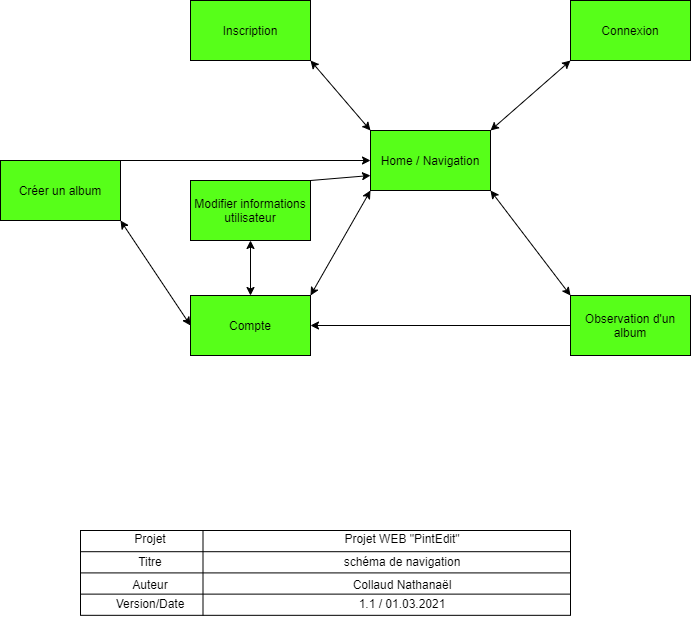 Inscription
Connexion
Home / Navigation
Créer un album
Modifier informations
utilisateur
Compte
Observation d'un
album
Projet
Projet WEB "PintEdit"
Titre
schéma de navigation
Auteur
Collaud Nathanaël
Version/Date
1.1 / 01.03.2021